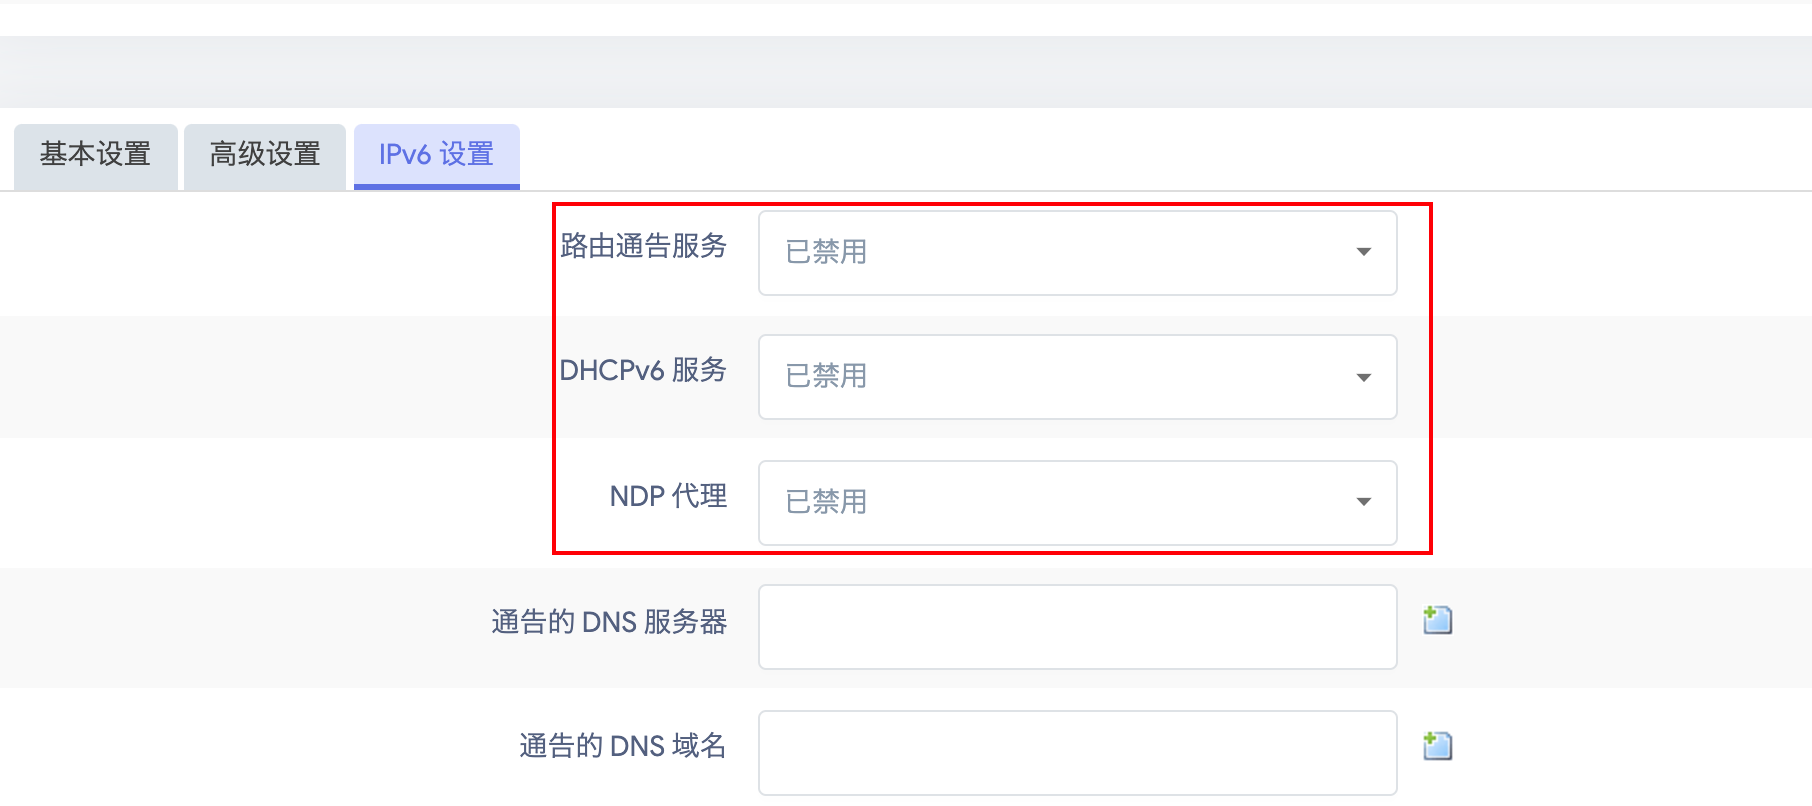 基本设置 高级设置 IPv6 设置
路由通告服务 已禁用
DHCPv6 服务 已禁用
NDP 代理 已禁用
通告的 DNS 服务器
通告的 DNS 域名